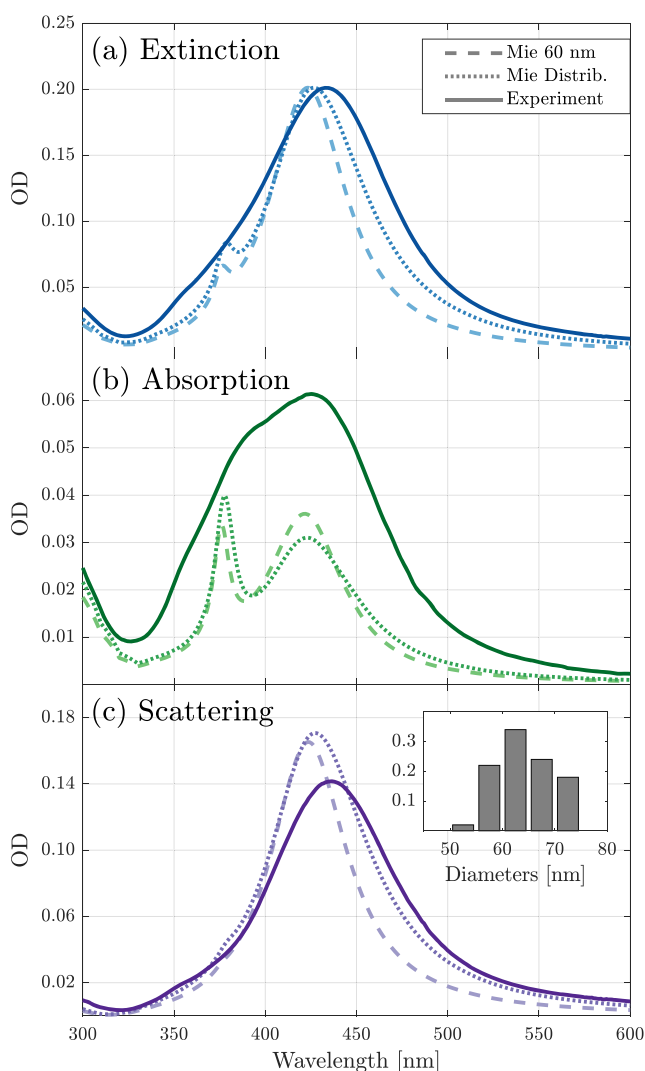 0.25
(a) Extinction
Mie 60 nm
Mie Distrib.
Experiment
0.20
0.15
OD
0.10
0.05
(b) Absorption
0.06
0.05
0.04
OD
0.03
0.02
0.01
(c) Scattering
0.18
0.3
0.2
0.1
50 60 70 80
Diameters [nm]
0.14
OD
0.10
0.06
0.02
300 350 400 450 500 550 600
Wavelength [nm]